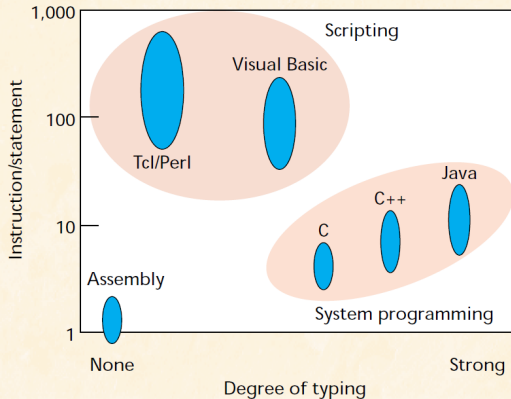 1,000
Scripting
Visual Basic
100
Tcl/Perl
Java
C++
10
C
Assembly
System programming
1
None
Strong
Degree of typing
Instruction/statement